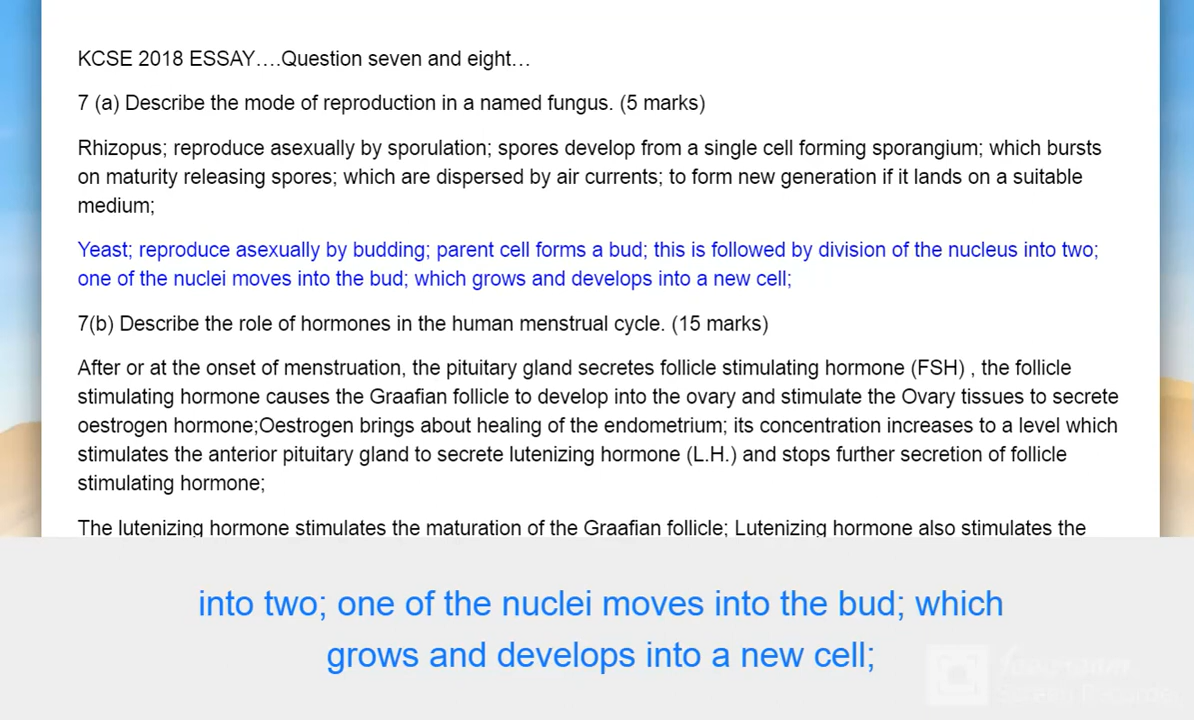 KCSE 2018 ESSAY….Question seven and eight…
7 (a) Describe the mode of reproduction in a named fungus. (5 marks)
Rhizopus; reproduce asexually by sporulation; spores develop from a single cell forming sporangium; which bursts
on maturity releasing spores; which are dispersed by air currents; to form new generation if it lands on a suitable
medium;
Yeast; reproduce asexually by budding; parent cell forms a bud; this is followed by division of the nucleus into two;
one of the nuclei moves into the bud; which grows and develops into a new cell;
7(b) Describe the role of hormones in the human menstrual cycle. (15 marks)
After or at the onset of menstruation, the pituitary gland secretes follicle stimulating hormone (FSH) , the follicle
stimulating hormone causes the Graafian follicle to develop into the ovary and stimulate the Ovary tissues to secrete
oestrogen hormone;Oestrogen brings about healing of the endometrium; its concentration increases to a level which
stimulates the anterior pituitary gland to secrete lutenizing hormone (L.H.) and stops further secretion of follicle
stimulating hormone;
The lutenizing hormone stimulates the maturation of the Graafian follicle; Lutenizing hormone also stimulates the
into two; one of the nuclei moves into the bud; which
grows and develops into a new cell;